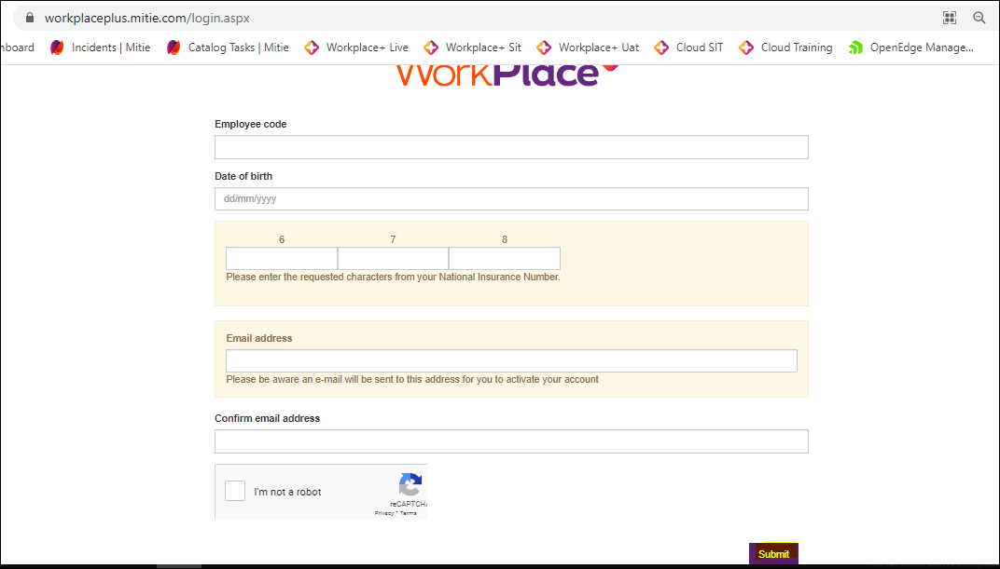 workplaceplus.mitie.com/login.aspx
hboard Incidents | Mitie Catalog Tasks | Mitie Workplace+ Live Workplace+ Sit Workplace+ Uat Cloud SIT Cloud Training OpenEdge Manage...
WorkPlace
Employee code
Date of birth
dd/mm/yyyy
6 7 8
Please enter the requested characters from your National Insurance Number.
Email address
Please be aware an e-mail will be sent to this address for you to activate your account
Confirm email address
I'm not a robot
reCAPTCHA
Privacy - Terms
Submit